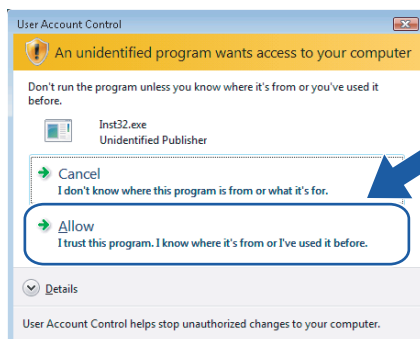 User Account Control
An unidentified program wants access to your computer
Don't run the program unless you know where it's from or you've used it
before.
Inst32.exe
Unidentified Publisher
Cancel
I don't know where this program is from or what it's for.
Allow
I trust this program. I know where it's from or I've used it before.
Details
User Account Control helps stop unauthorized changes to your computer.